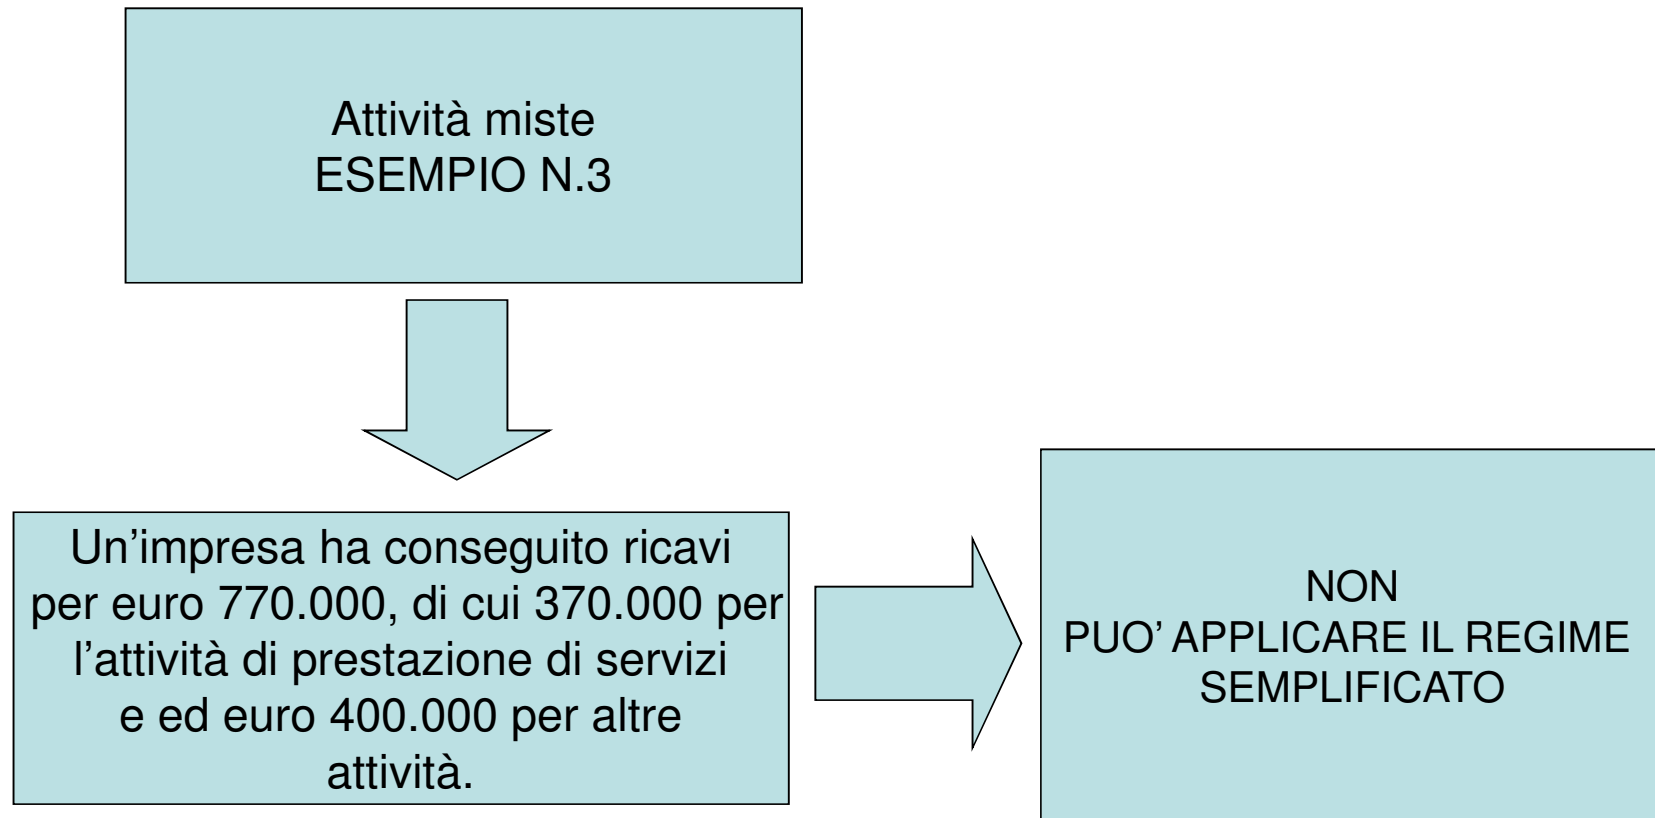 Attività miste
ESEMPIO N.3
Un’impresa ha conseguito ricavi
per euro 770.000, di cui 370.000 per
l’attività di prestazione di servizi
e ed euro 400.000 per altre
attività.
NON
PUO’ APPLICARE IL REGIME
SEMPLIFICATO